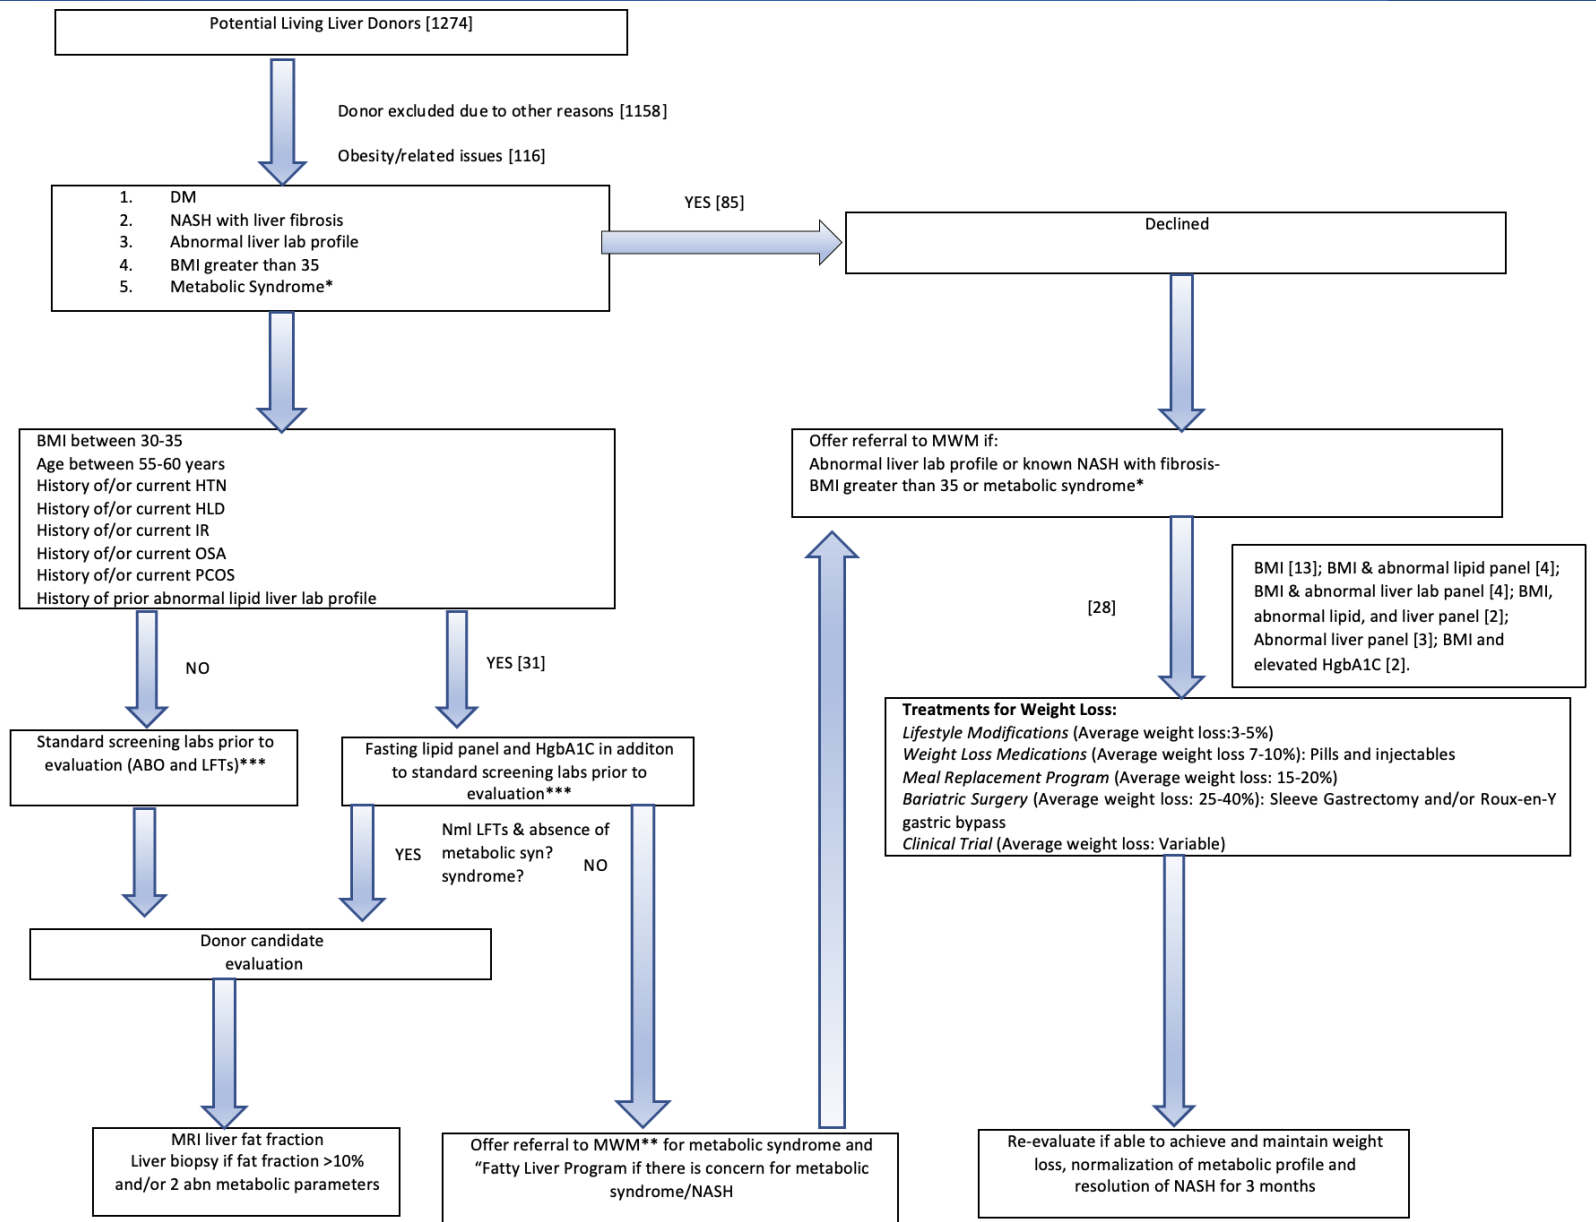 Potential Living Liver Donors [1274]
Donor excluded due to other reasons [1158]
Obesity/related issues [116]
1. DM
2. NASH with liver fibrosis
3. Abnormal liver lab profile
4. BMI greater than 35
5. Metabolic Syndrome*
YES [85]
Declined
BMI between 30-35
Age between 55-60 years
History of/or current HTN
History of/or current HLD
History of/or current IR
History of/or current OSA
History of/or current PCOS
History of prior abnormal lipid liver lab profile
Offer referral to MWM if:
Abnormal liver lab profile or known NASH with fibrosis-
BMI greater than 35 or metabolic syndrome*
[28]
BMI [13]; BMI & abnormal lipid panel [4];
BMI & abnormal liver lab panel [4]; BMI,
abnormal lipid, and liver panel [2];
Abnormal liver panel [3]; BMI and
elevated HgbA1C [2].
NO
YES [31]
Standard screening labs prior to
evaluation (ABO and LFTs)***
Fasting lipid panel and HgbA1C in additon
to standard screening labs prior to
evaluation***
Treatments for Weight Loss:
Lifestyle Modifications (Average weight loss:3-5%)
Weight Loss Medications (Average weight loss 7-10%): Pills and injectables
Meal Replacement Program (Average weight loss: 15-20%)
Bariatric Surgery (Average weight loss: 25-40%): Sleeve Gastrectomy and/or Roux-en-Y
gastric bypass
Clinical Trial (Average weight loss: Variable)
YES
Nml LFTs & absence of
metabolic syn?
syndrome?
NO
Donor candidate
evaluation
MRI liver fat fraction
Liver biopsy if fat fraction >10%
and/or 2 abn metabolic parameters
Offer referral to MWM** for metabolic syndrome and
“Fatty Liver Program if there is concern for metabolic
syndrome/NASH
Re-evaluate if able to achieve and maintain weight
loss, normalization of metabolic profile and
resolution of NASH for 3 months